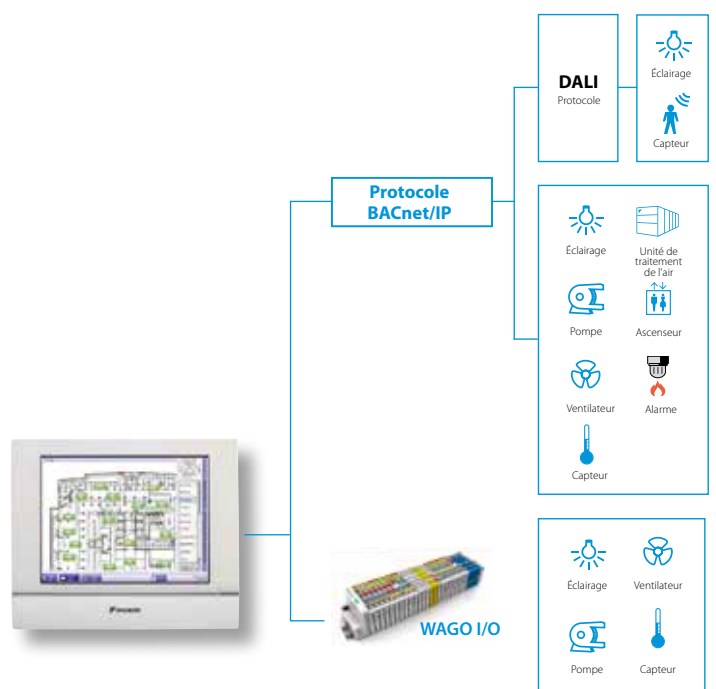 DALI
Protocole
Éclairage
Capteur
Protocole
BACnet/IP
Éclairage
Unité de
traitement
de l'air
Pompe
Ascenseur
Ventilateur
Alarme
Capteur
DAIKIN
WAGO I/O
Éclairage
Ventilateur
Pompe
Capteur